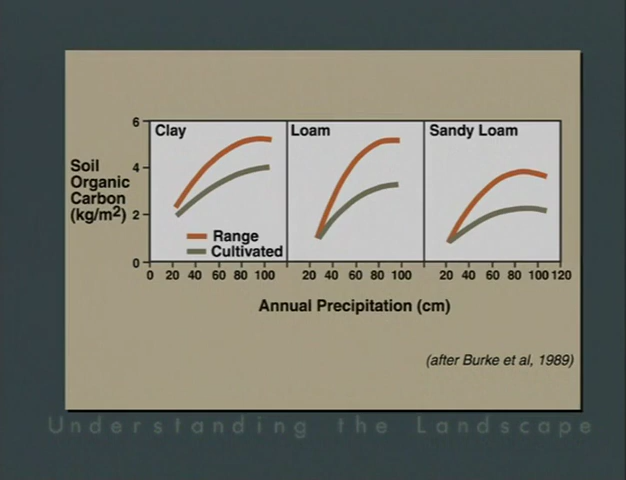 6
Clay
Loam
Sandy Loam
Soil
Organic
Carbon
(kg/m2)
4
2
0
Range
Cultivated
0 20 40 60 80 100
20 40 60 80 100
20 40 60 80 100 120
Annual Precipitation (cm)
(after Burke et al, 1989)
Understanding the Landscape